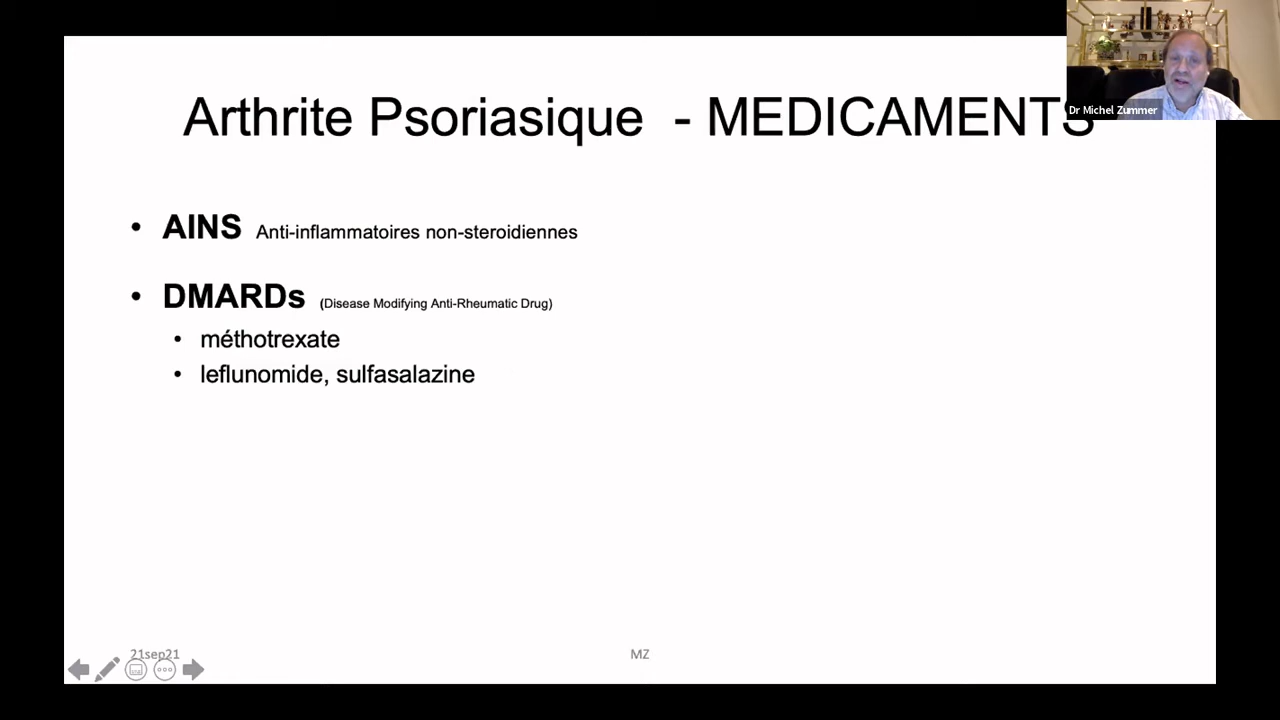 Dr Michel Zummer
Arthrite Psoriasique - MEDICAMENTS
• AINS Anti-inflammatoires non-steroidiennes
• DMARDs (Disease Modifying Anti-Rheumatic Drug)
• méthotrexate
• leflunomide, sulfasalazine
21sep21
MZ